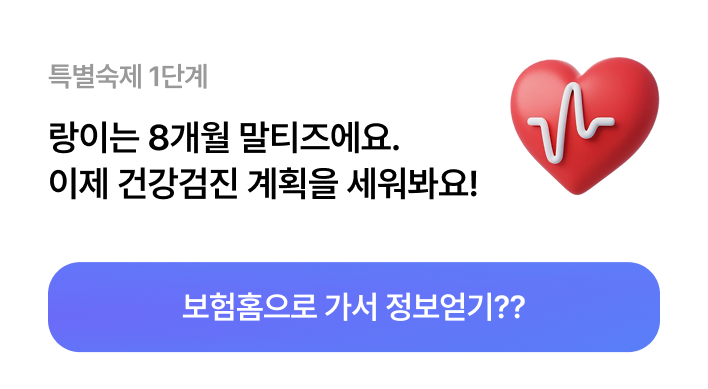 특별숙제 1단계
랑이는 8개월 말티즈에요.
이제 건강검진 계획을 세워봐요!
보험홈으로 가서 정보얻기??